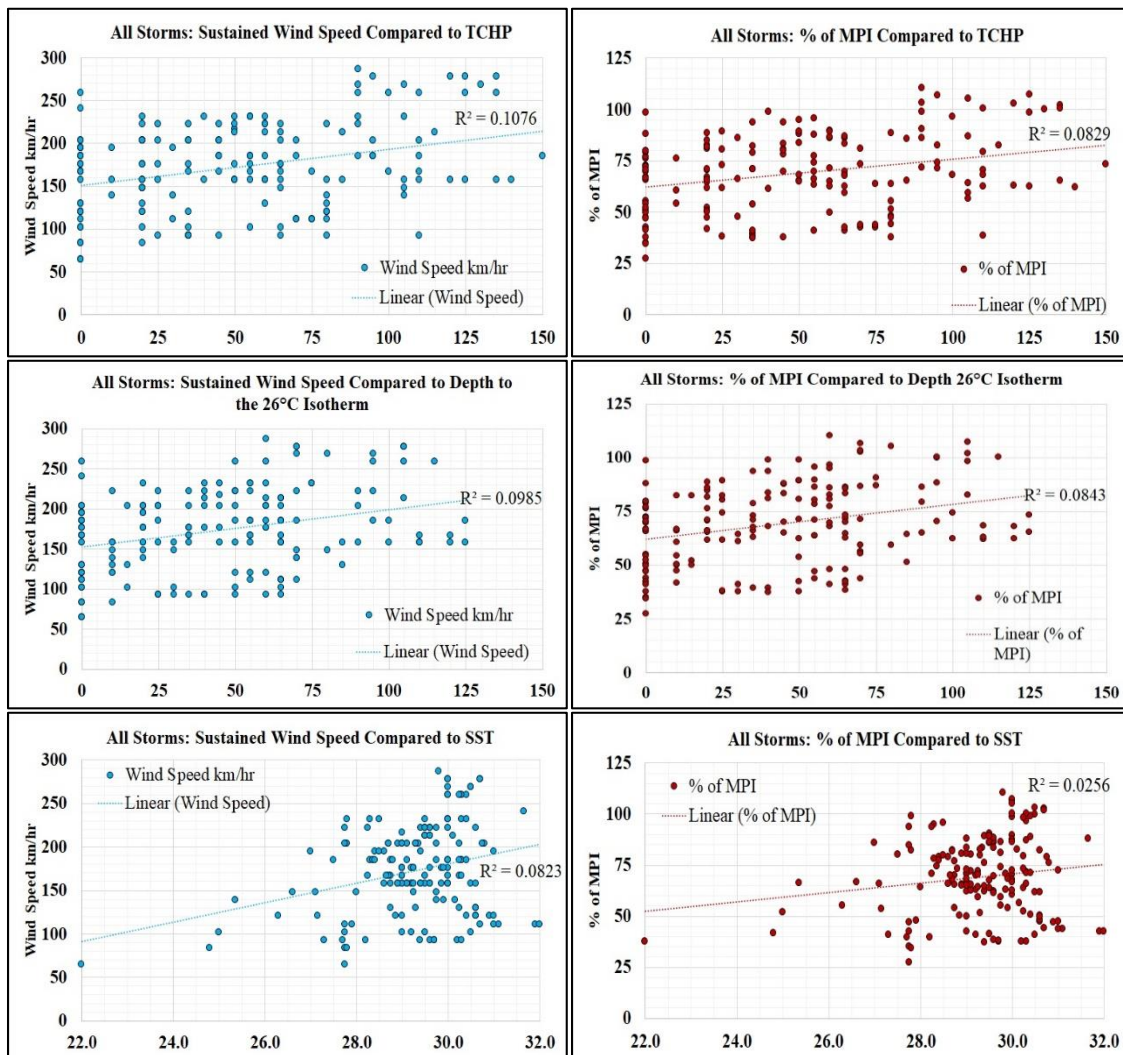 All Storms: Sustained Wind Speed Compared to TCHP
300
250
200
150
100
50
0
Wind Speed km/hr
R² = 0.1076
Wind Speed km/hr
Linear (Wind Speed)
0 25 50 75 100 125 150
All Storms: % of MPI Compared to TCHP
125
100
75
50
25
0
% of MPI
R² = 0.0829
% of MPI
Linear (% of MPI)
0 25 50 75 100 125 150
All Storms: Sustained Wind Speed Compared to Depth to
the 26°C Isotherm
300
250
200
150
100
50
0
Wind Speed km/hr
R² = 0.0985
Wind Speed km/hr
Linear (Wind Speed)
0 25 50 75 100 125 150
All Storms: % of MPI Compared to Depth 26°C Isotherm
125
100
75
50
25
0
% of MPI
R² = 0.0843
% of MPI
Linear (% of
MPI)
0 25 50 75 100 125 150
All Storms: Sustained Wind Speed Compared to SST
300
250
200
150
100
50
0
Wind Speed km/hr
Wind Speed km/hr
Linear (Wind Speed)
R² = 0.0823
22.0 24.0 26.0 28.0 30.0 32.0
All Storms: % of MPI Compared to SST
125
100
75
50
25
0
% of MPI
% of MPI
Linear (% of MPI)
R² = 0.0256
22.0 24.0 26.0 28.0 30.0 32.0